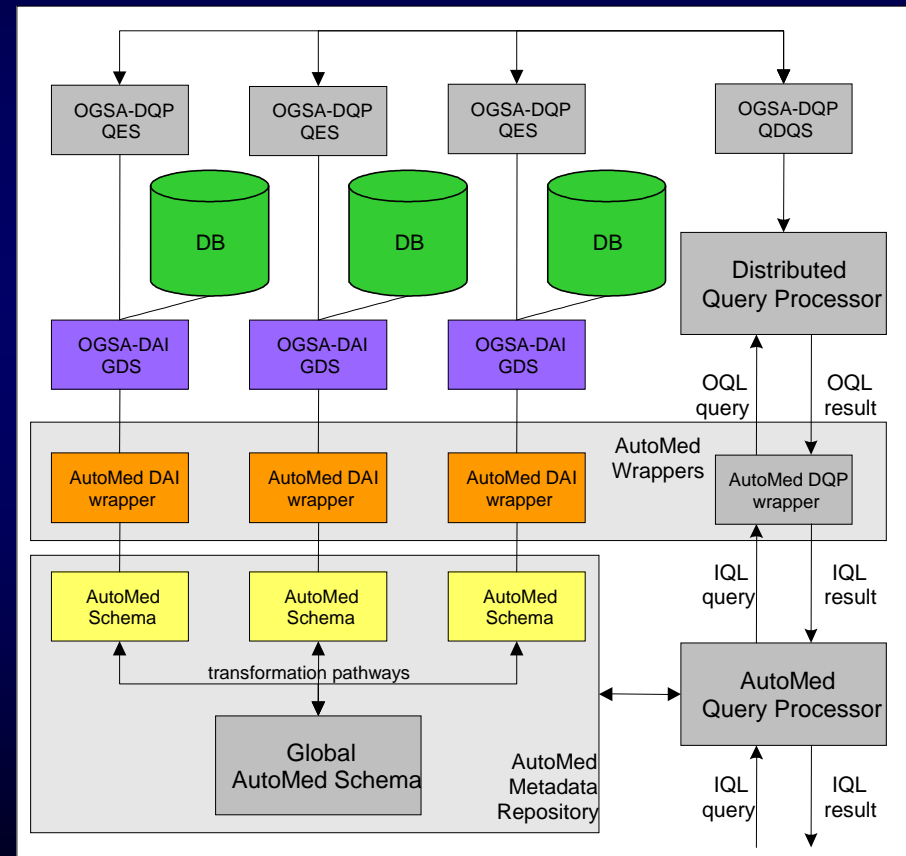 OGSA-DQP
QES
OGSA-DQP
QES
OGSA-DQP
QES
OGSA-DQP
QDQS
DB
DB
DB
Distributed
Query Processor
OGSA-DAI
GDS
OGSA-DAI
GDS
OGSA-DAI
GDS
OQL
query
OQL
result
AutoMed
Wrappers
AutoMed DAI
wrapper
AutoMed DAI
wrapper
AutoMed DAI
wrapper
AutoMed DQP
wrapper
AutoMed
Schema
AutoMed
Schema
AutoMed
Schema
IQL
query
IQL
result
transformation pathways
AutoMed
Query Processor
Global
AutoMed Schema
AutoMed
Metadata
Repository
IQL
query
IQL
result